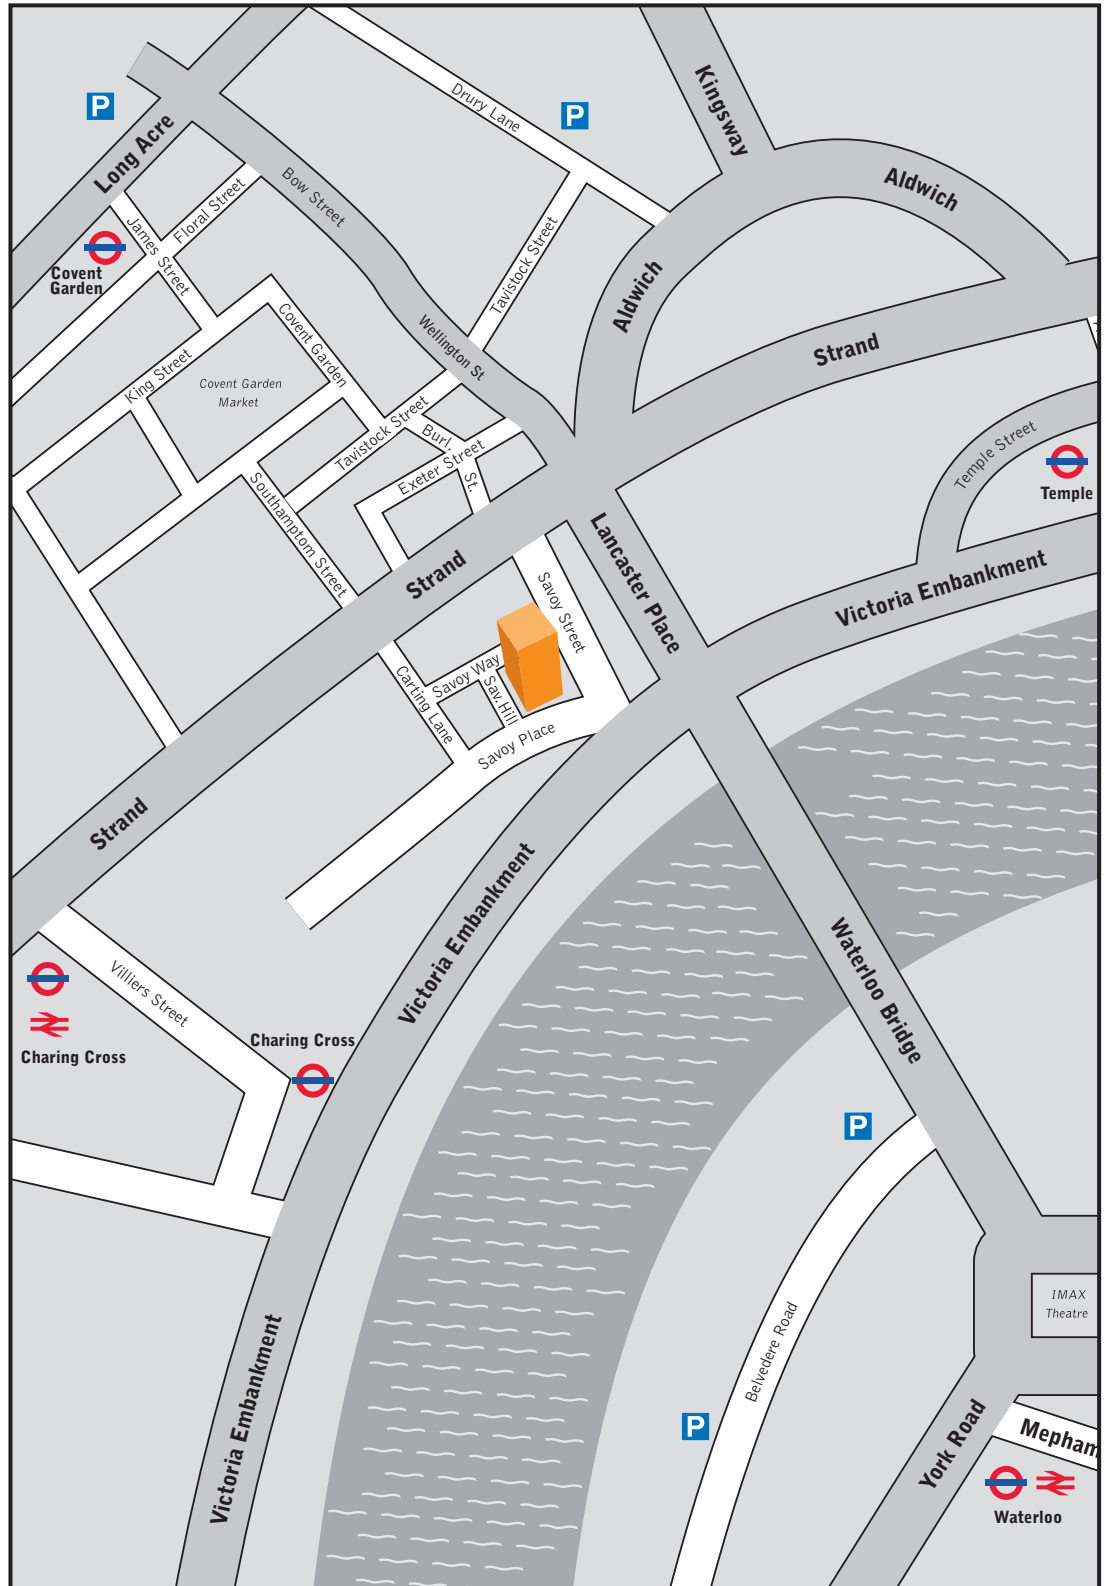 Kingsway
P
P
Drury Lane
Long Acre
Aldwich
Bow Street
Floral Street
James Street
Tavistock Street
Covent
Garden
Aldwich
Covent Garden
Wellington St
Strand
King Street
Covent Garden
Market
Tavistock Street
Burl.
St.
Exeter Street
Temple Street
Temple
Southamptom Street
Lancaster Place
Strand
Victoria Embankment
Savoy Street
Savoy Way
Sav. Hill
Carting Lane
Savoy Place
Strand
Victoria Embankment
Waterloo Bridge
Villiers Street
Charing Cross
Charing Cross
P
IMAX
Theatre
Belvedere Road
Victoria Embankment
P
York Road
Mepham
Waterloo